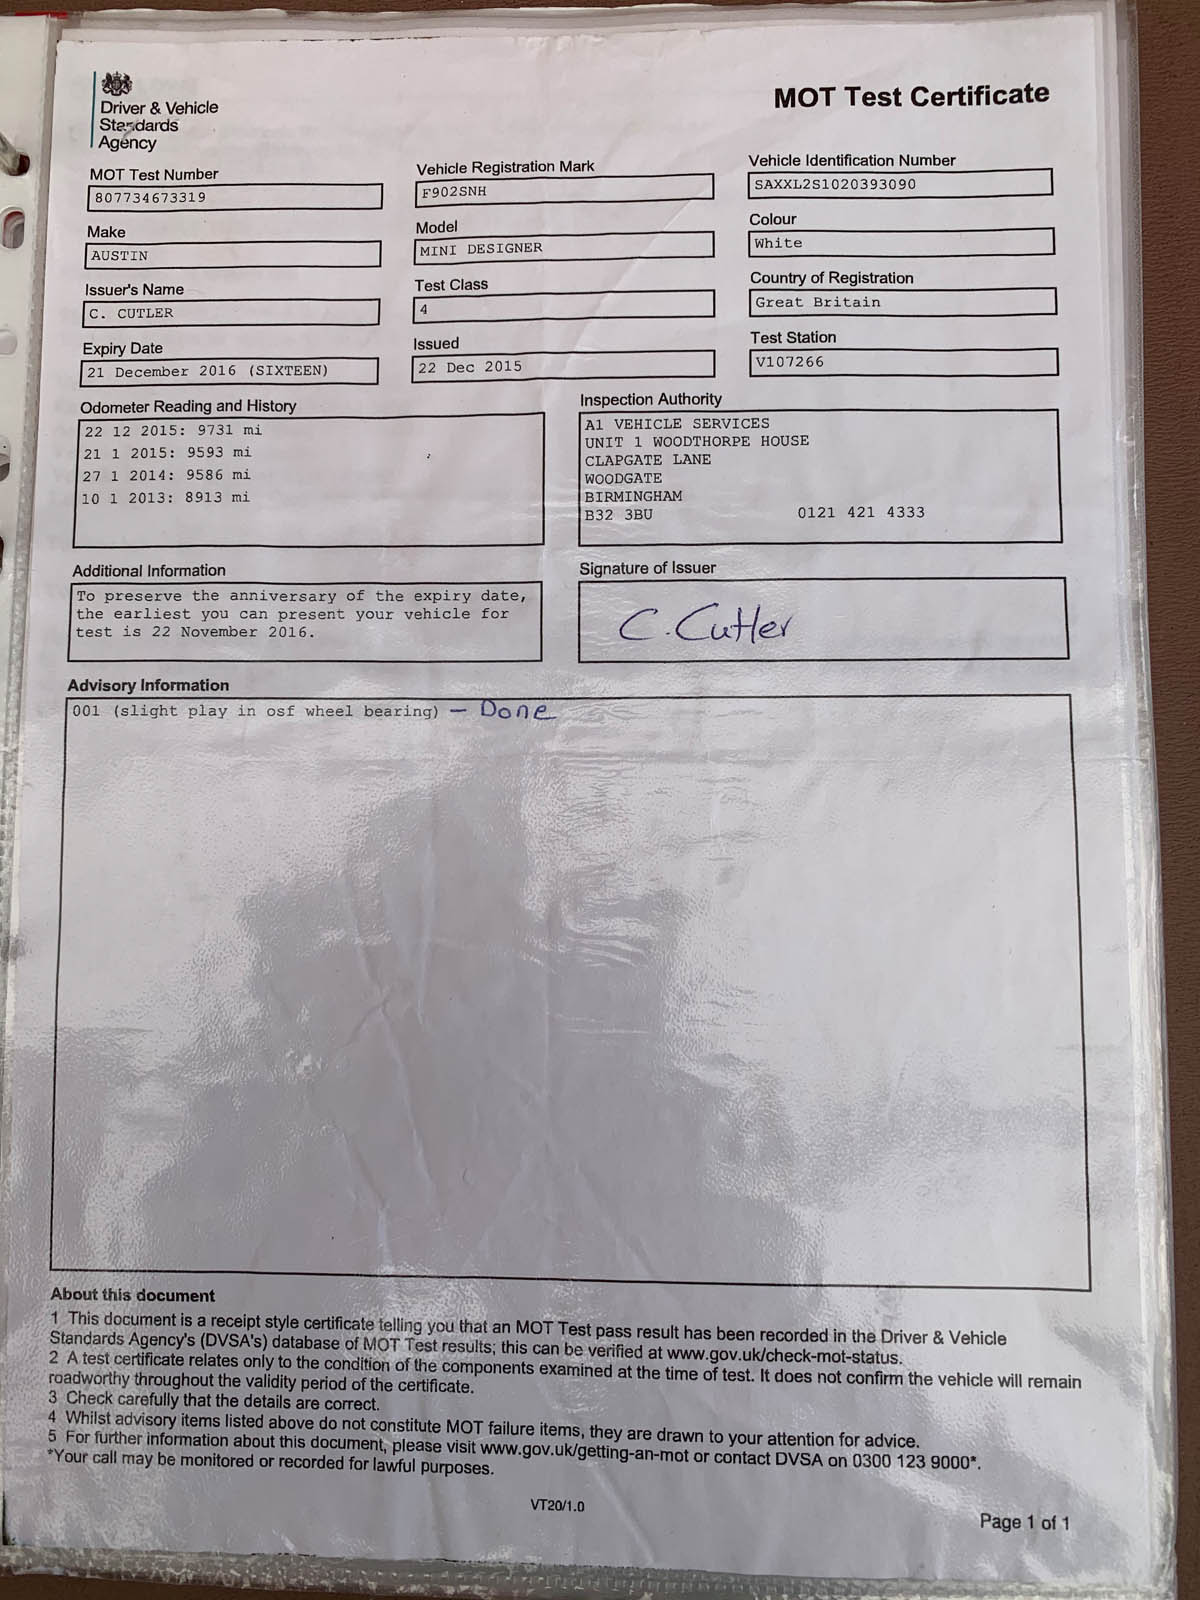 Driver & Vehicle
Standards
Agency
MOT Test Certificate
MOT Test Number
807734673319
Vehicle Registration Mark
F902SNH
Vehicle Identification Number
SAXXL2S1020393090
Make
AUSTIN
Model
MINI DESIGNER
Colour
White
Issuer's Name
C. CUTLER
Test Class
4
Country of Registration
Great Britain
Expiry Date
21 December 2016 (SIXTEEN)
Issued
22 Dec 2015
Test Station
V107266
Odometer Reading and History
22 12 2015: 9731 mi
21 1 2015: 9593 mi
27 1 2014: 9586 mi
10 1 2013: 8913 mi
Inspection Authority
A1 VEHICLE SERVICES
UNIT 1 WOODTHORPE HOUSE
CLAPGATE LANE
WOODGATE
BIRMINGHAM
B32 3BU 0121 421 4333
Additional Information
To preserve the anniversary of the expiry date,
the earliest you can present your vehicle for
test is 22 November 2016.
Signature of Issuer
C. Cutler
Advisory Information
001 (slight play in osf wheel bearing) - Done
About this document
1 This document is a receipt style certificate telling you that an MOT Test pass result has been recorded in the Driver & Vehicle
Standards Agency's (DVSA's) database of MOT Test results; this can be verified at www.gov.uk/check-mot-status.
2 A test certificate relates only to the condition of the components examined at the time of test. It does not confirm the vehicle will remain
roadworthy throughout the validity period of the certificate.
3 Check carefully that the details are correct.
4 Whilst advisory items listed above do not constitute MOT failure items, they are drawn to your attention for advice.
5 For further information about this document, please visit www.gov.uk/getting-an-mot or contact DVSA on 0300 123 9000*.
*Your call may be monitored or recorded for lawful purposes.
VT20/1.0
Page 1 of 1